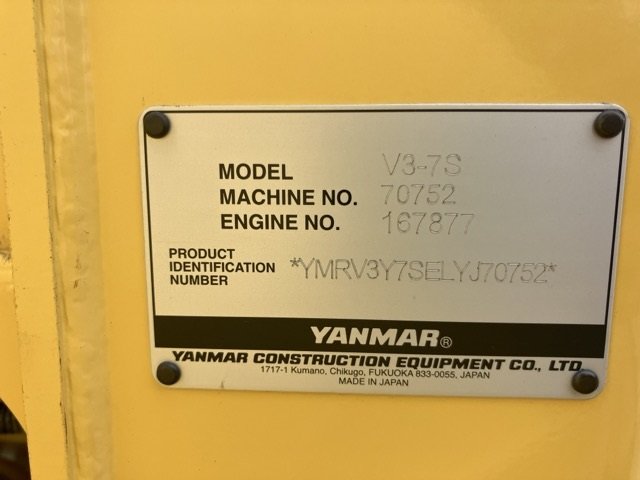 MODEL V3-7S
MACHINE NO. 70752
ENGINE NO. 167877
PRODUCT
IDENTIFICATION
NUMBER
*YMRV3Y7SELYJ70752*
YANMAR®
YANMAR CONSTRUCTION EQUIPMENT CO., LTD.
1717-1 Kumano, Chikugo, FUKUOKA 833-0055, JAPAN
MADE IN JAPAN